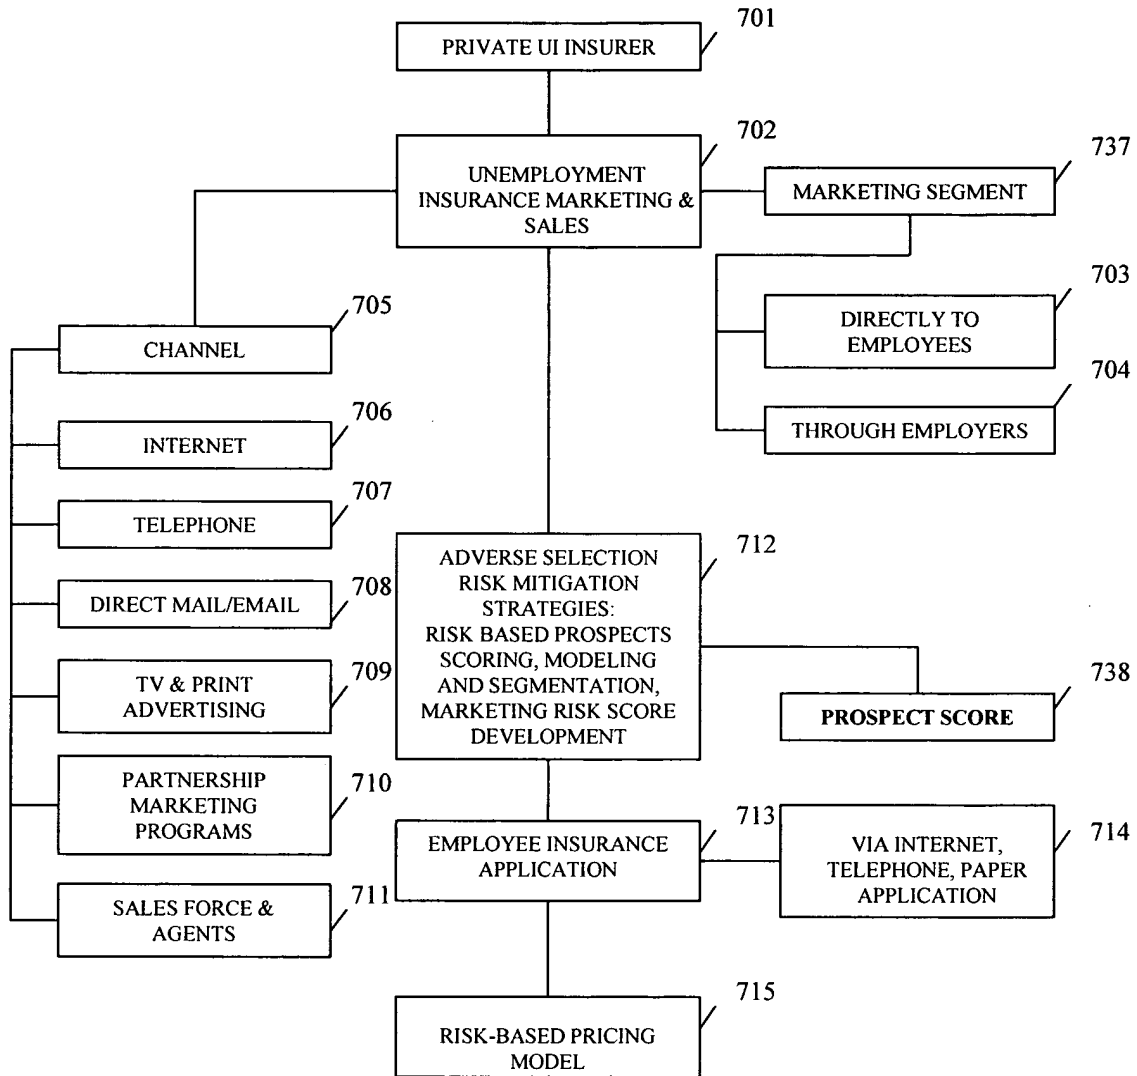 701
PRIVATE UI INSURER
702
UNEMPLOYMENT
INSURANCE MARKETING &
SALES
737
MARKETING SEGMENT
703
DIRECTLY TO
EMPLOYEES
704
THROUGH EMPLOYERS
705
CHANNEL
706
INTERNET
707
TELEPHONE
708
DIRECT MAIL/EMAIL
709
TV & PRINT
ADVERTISING
710
PARTNERSHIP
MARKETING
PROGRAMS
711
SALES FORCE &
AGENTS
712
ADVERSE SELECTION
RISK MITIGATION
STRATEGIES:
RISK BASED PROSPECTS
SCORING, MODELING
AND SEGMENTATION,
MARKETING RISK SCORE
DEVELOPMENT
738
PROSPECT SCORE
713
EMPLOYEE INSURANCE
APPLICATION
714
VIA INTERNET,
TELEPHONE, PAPER
APPLICATION
715
RISK-BASED PRICING
MODEL